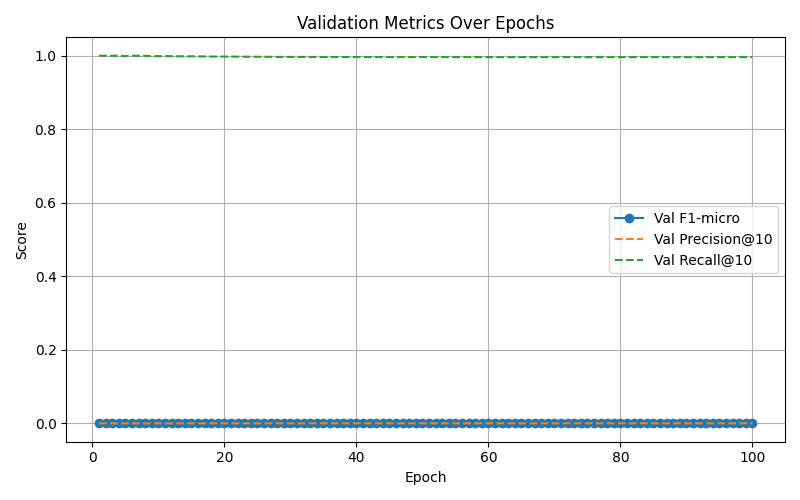 Validation Metrics Over Epochs
Score
1.0
0.8
0.6
0.4
0.2
0.0
Val F1-micro
Val Precision@10
Val Recall@10
0 20 40 60 80 100
Epoch